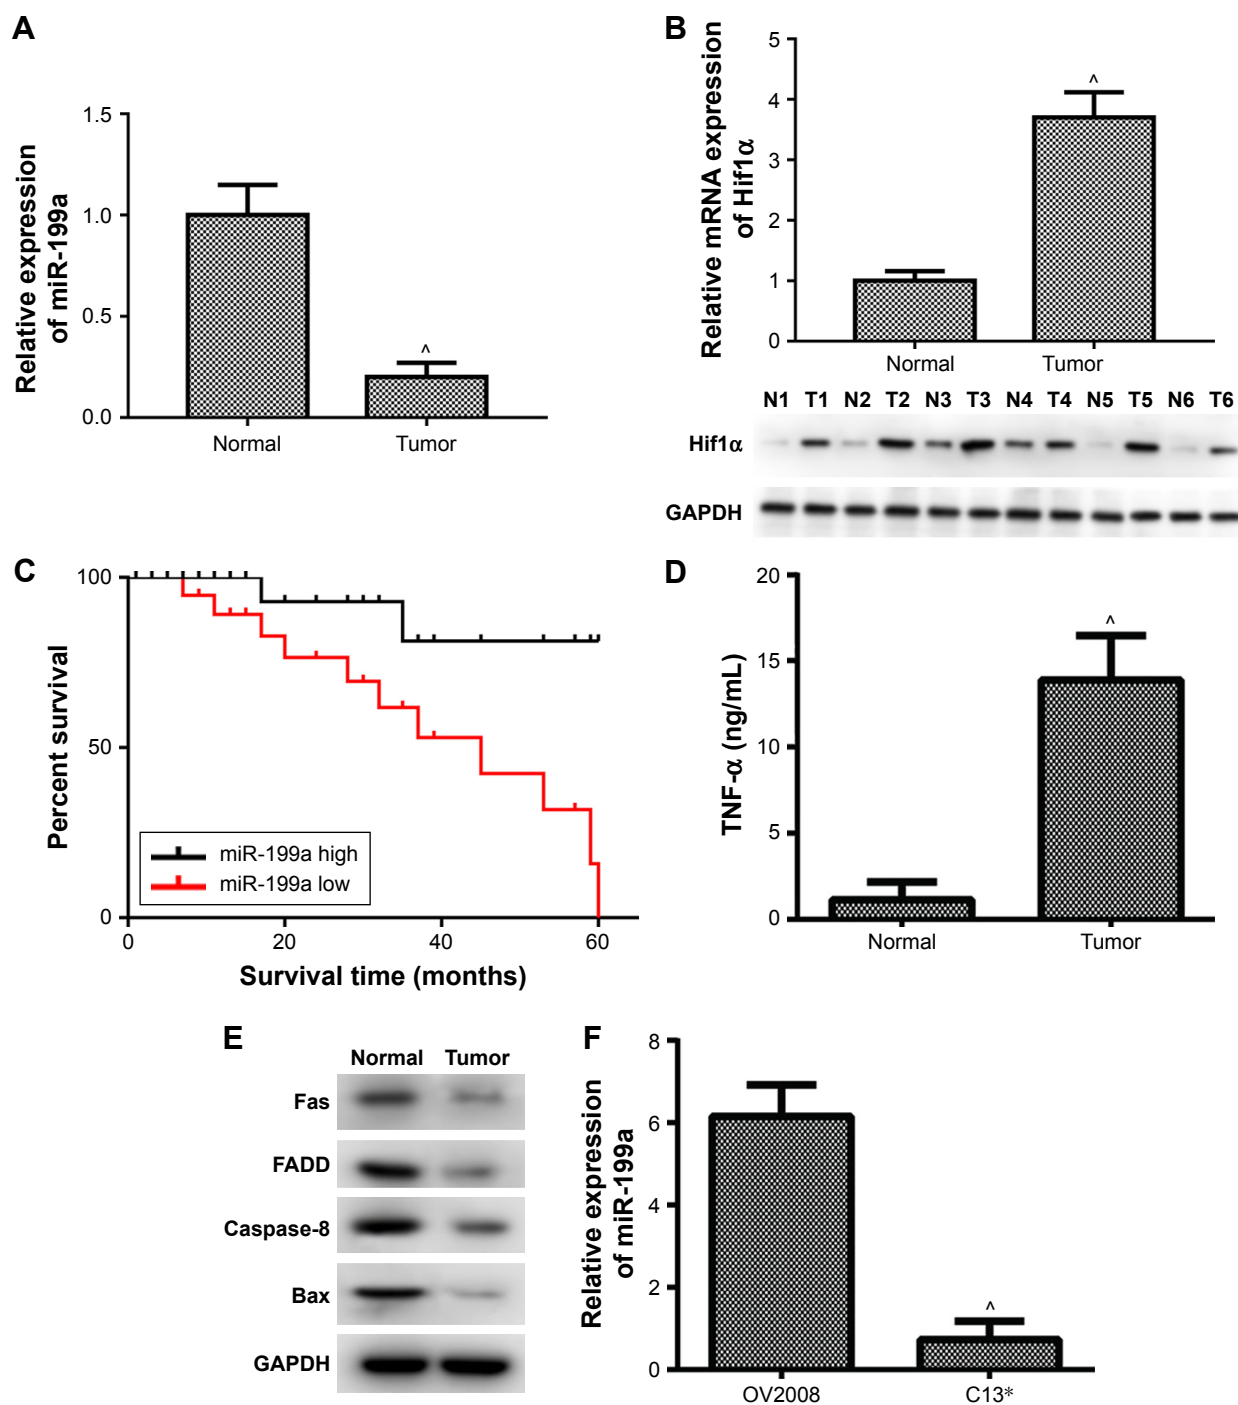 A
Relative expression
of miR-199a
1.5
1.0
0.5
0.0
^
Normal Tumor
B
Relative mRNA expression
of Hif1α
5
4
3
2
1
0
^
Normal Tumor
N1 T1 N2 T2 N3 T3 N4 T4 N5 T5 N6 T6
Hif1α
GAPDH
C
Percent survival
100
50
0
miR-199a high
miR-199a low
0 20 40 60
Survival time (months)
D
TNF-α (ng/mL)
20
15
10
5
0
^
Normal Tumor
E
Normal Tumor
Fas
FADD
Caspase-8
Bax
GAPDH
F
Relative expression
of miR-199a
8
6
4
2
0
^
OV2008 C13*